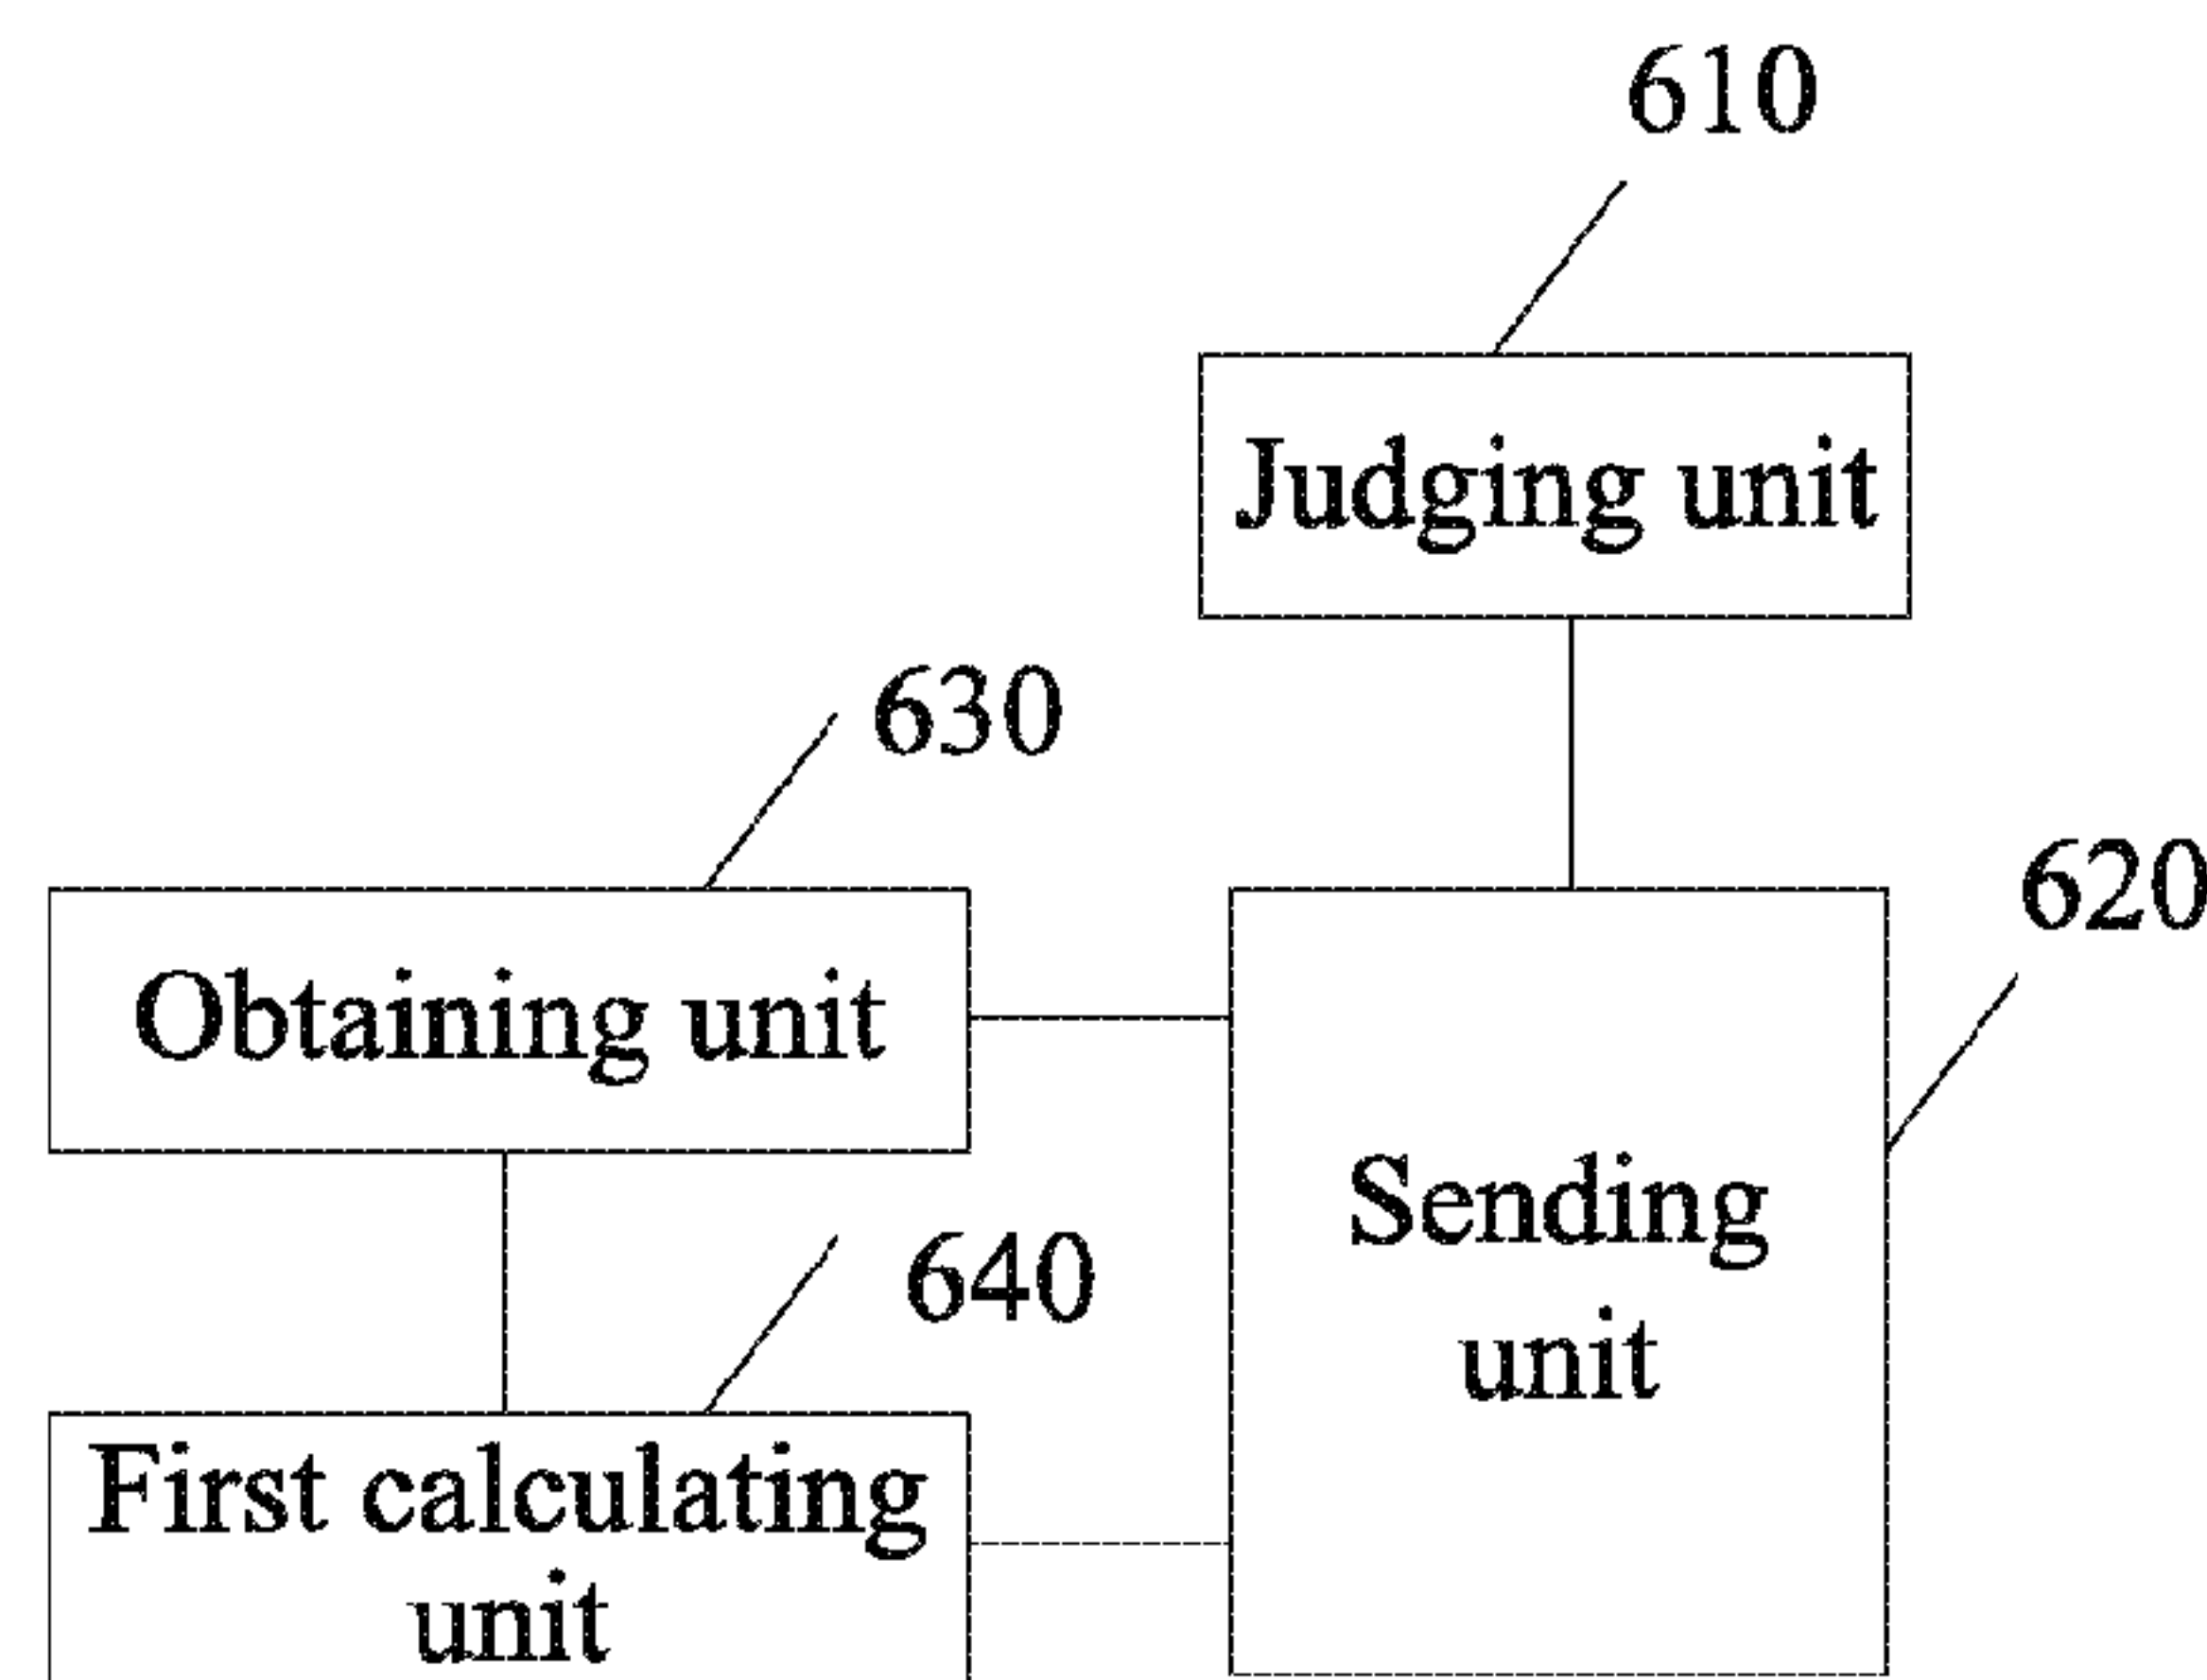 610
Judging unit
630
620
Obtaining unit
Sending
unit
640
First calculating
unit